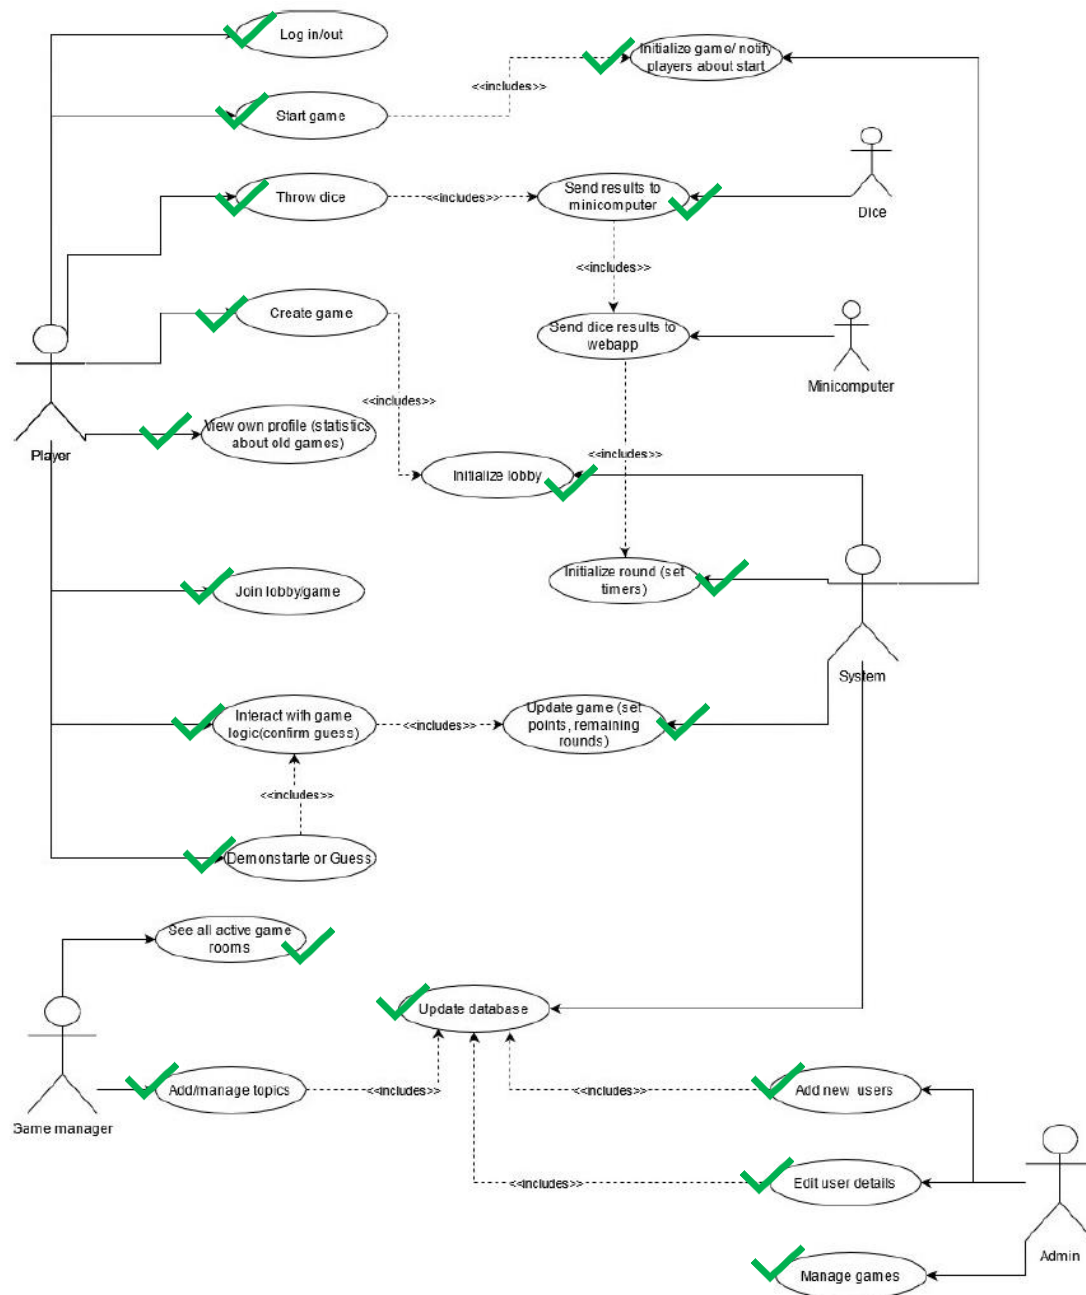 Log in/out
Initialize game/ notify
players about start
<<includes>>
Start game
Throw dice
<<includes>>
Send results to
minicomputer
Dice
<<includes>>
Create game
Send dice results to
webapp
Minicomputer
<<includes>>
View own profile (statistics
about old games)
Player
<<includes>>
Initialize lobby
Initialize round (set
timers)
Join lobby/game
System
Interact with game
logic(confirm guess)
<<includes>>
Update game (set
points, remaining
rounds)
<<includes>>
Demonstarte or Guess
See all active game
rooms
Update database
Add/manage topics
<<includes>>
<<includes>>
Add new users
Game manager
<<includes>>
Edit user details
Admin
Manage games